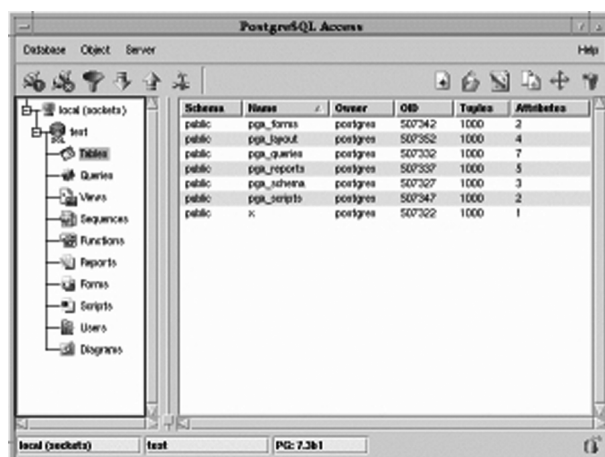 PostgreSQL Access
Database Object Server Help
local (sockets)
test
Tables
Queries
Views
Sequences
Functions
Reports
Forms
Scripts
Users
Diagrams
Schema Name Owner OID Tuples Attributes
public pga_forms postgres 507342 1000 2
public pga_layout postgres 507352 1000 4
public pga_queries postgres 507332 1000 7
public pga_reports postgres 507337 1000 5
public pga_schema postgres 507327 1000 3
public pga_scripts postgres 507347 1000 2
public x postgres 507322 1000 1
local (sockets) test PG: 7.3b1